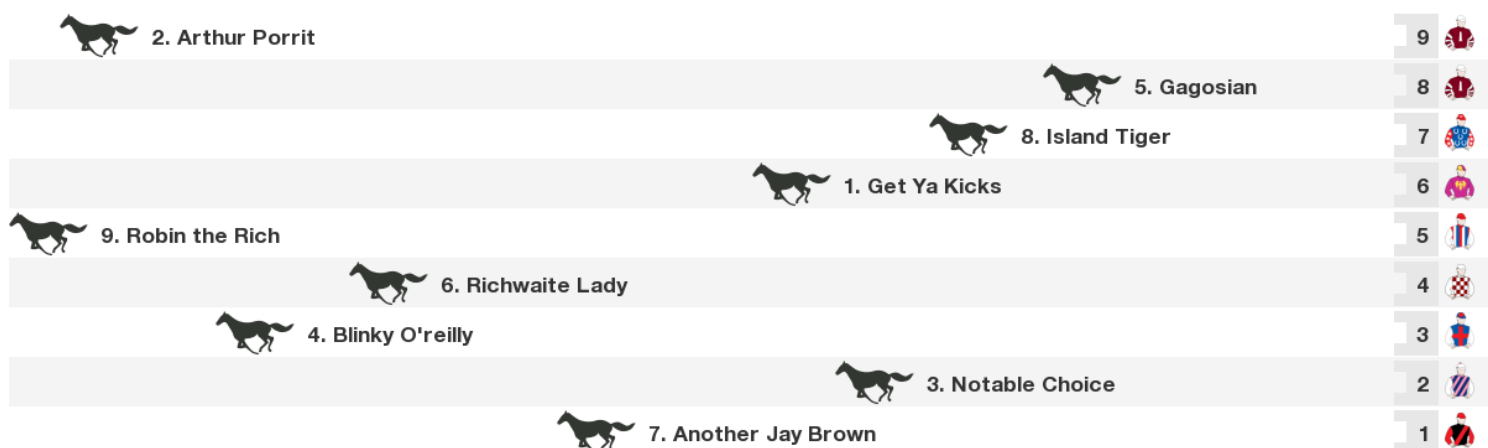 2. Arthur Porrit 9
5. Gagosian 8
8. Island Tiger 7
1. Get Ya Kicks 6
9. Robin the Rich 5
6. Richwaite Lady 4
4. Blinky O'reilly 3
3. Notable Choice 2
7. Another Jay Brown 1